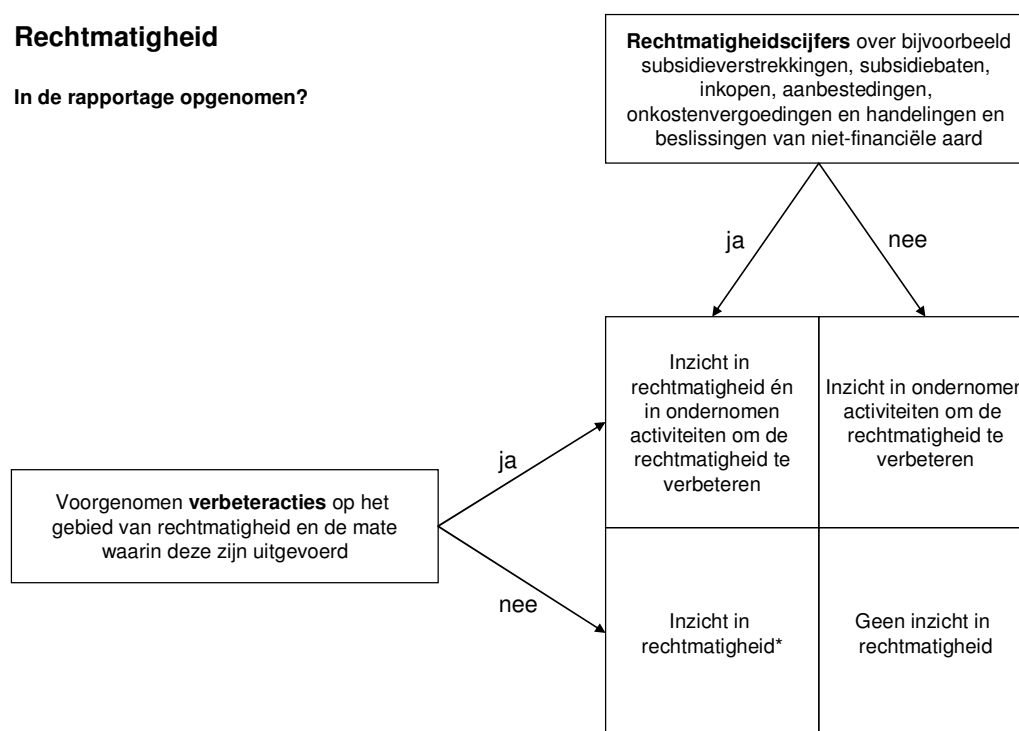 Rechtmatigheid
In de rapportage opgenomen?
Rechtmatigheidscijfers over bijvoorbeeld
subsidieverstrekkingen, subsidiebaten,
inkopen, aanbestedingen,
onkostenvergoedingen en handelingen en
beslissingen van niet-financiële aard
ja
nee
Inzicht in
rechtmatigheid én
in ondernomen
activiteiten om de
rechtmatigheid te
verbeteren
Inzicht in ondernomen
activiteiten om de
rechtmatigheid te
verbeteren
ja
Voorgenomen verbeteracties op het
gebied van rechtmatigheid en de mate
waarin deze zijn uitgevoerd
nee
Inzicht in
rechtmatigheid*
Geen inzicht in
rechtmatigheid